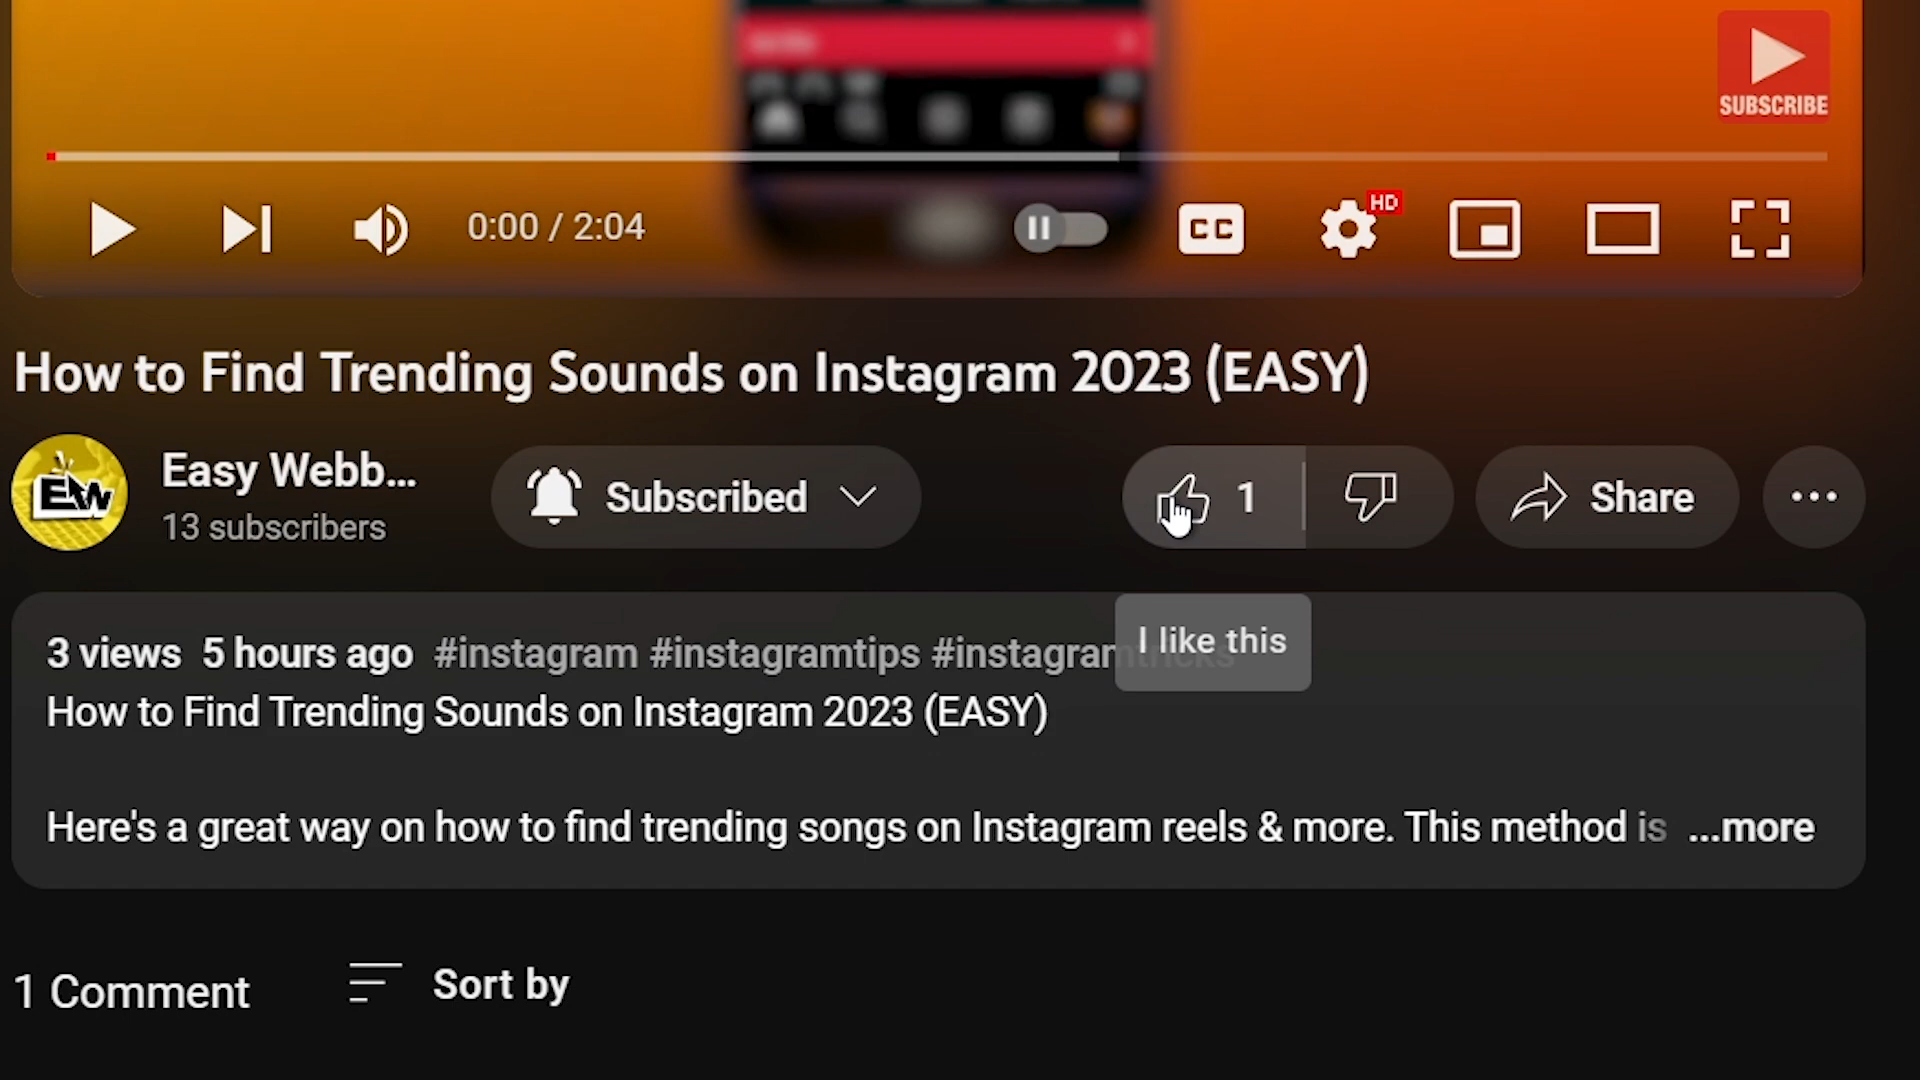 SUBSCRIBE
0:00 / 2:04
CC
HD
How to Find Trending Sounds on Instagram 2023 (EASY)
EW
Easy Webb...
13 subscribers
Subscribed
1
Share
3 views 5 hours ago #instagram #instagramtips #instagramtricks
I like this
How to Find Trending Sounds on Instagram 2023 (EASY)
Here's a great way on how to find trending songs on Instagram reels & more. This method is ...more
1 Comment
Sort by